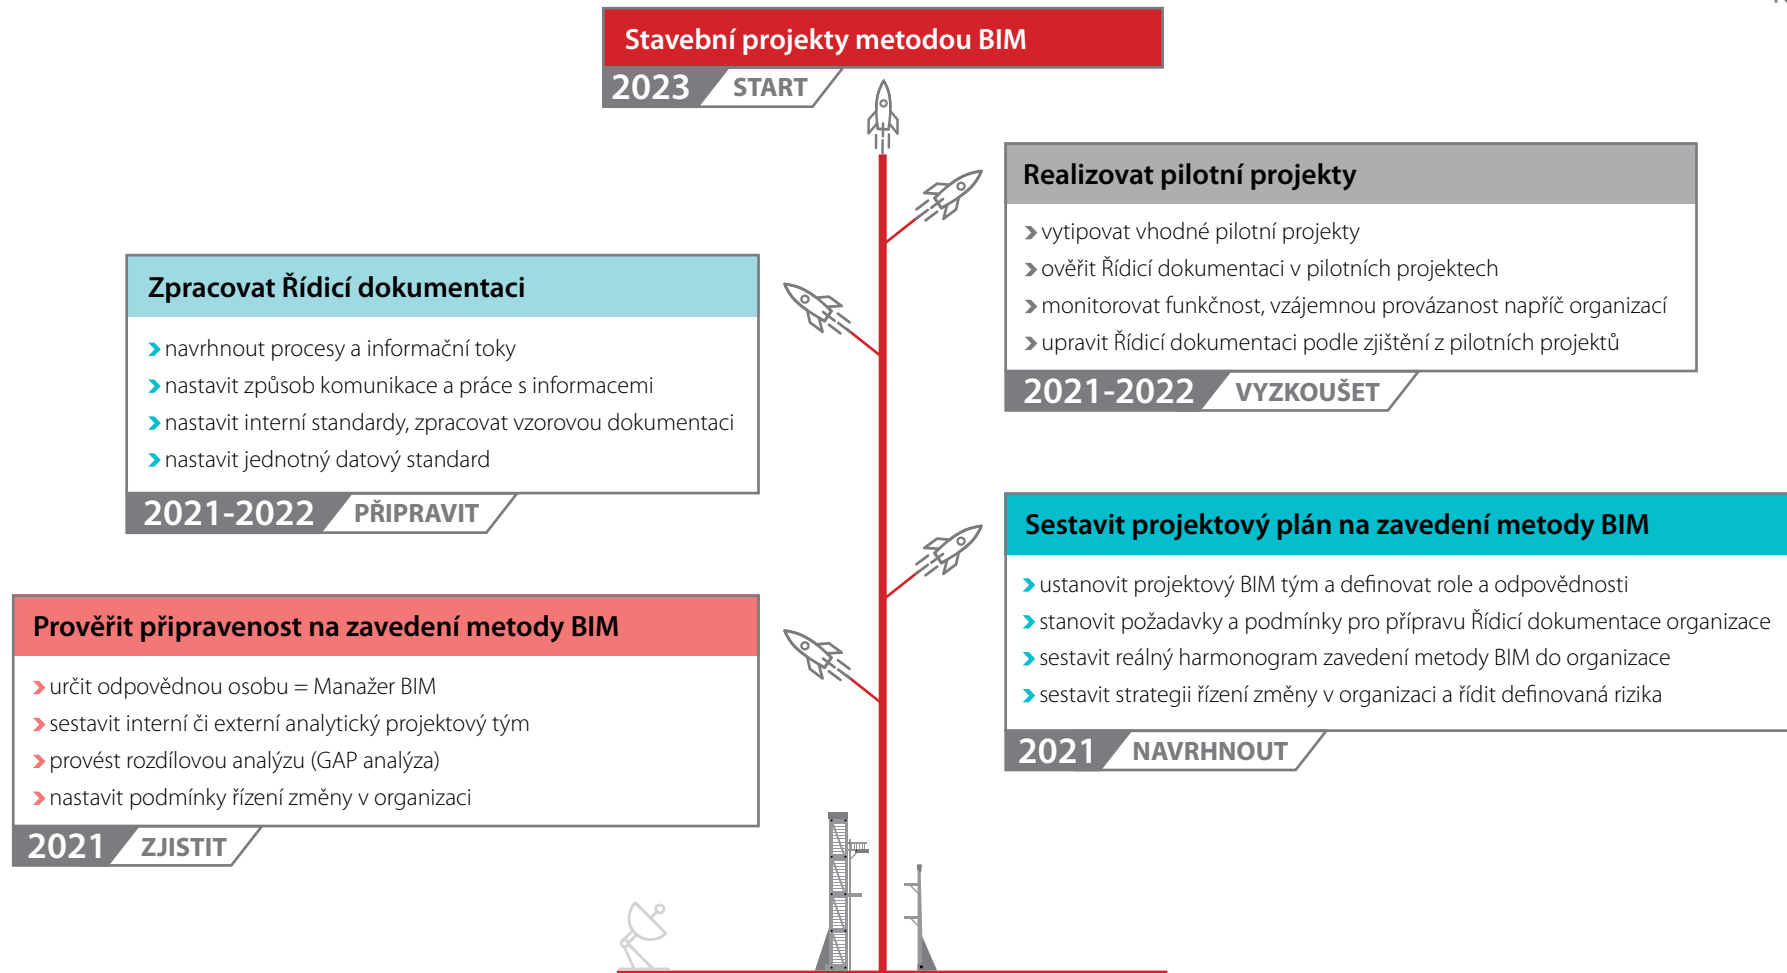 Stavební projekty metodou BIM
2023 START
Realizovat pilotní projekty
vytipovat vhodné pilotní projekty
ověřit Řídicí dokumentaci v pilotních projektech
monitorovat funkčnost, vzájemnou provázanost napříč organizací
upravit Řídicí dokumentaci podle zjištění z pilotních projektů
2021-2022 VYZKOUŠET
Zpracovat Řídicí dokumentaci
navrhnout procesy a informační toky
nastavit způsob komunikace a práce s informacemi
nastavit interní standardy, zpracovat vzorovou dokumentaci
nastavit jednotný datový standard
2021-2022 PŘIPRAVIT
Sestavit projektový plán na zavedení metody BIM
ustanovit projektový BIM tým a definovat role a odpovědnosti
stanovit požadavky a podmínky pro přípravu Řídicí dokumentace organizace
sestavit reálný harmonogram zavedení metody BIM do organizace
sestavit strategii řízení změny v organizaci a řídit definovaná rizika
2021 NAVRHNOUT
Prověřit připravenost na zavedení metody BIM
určit odpovědnou osobu = Manažer BIM
sestavit interní či externí analytický projektový tým
provést rozdílovou analýzu (GAP analýza)
nastavit podmínky řízení změny v organizaci
2021 ZJISTIT